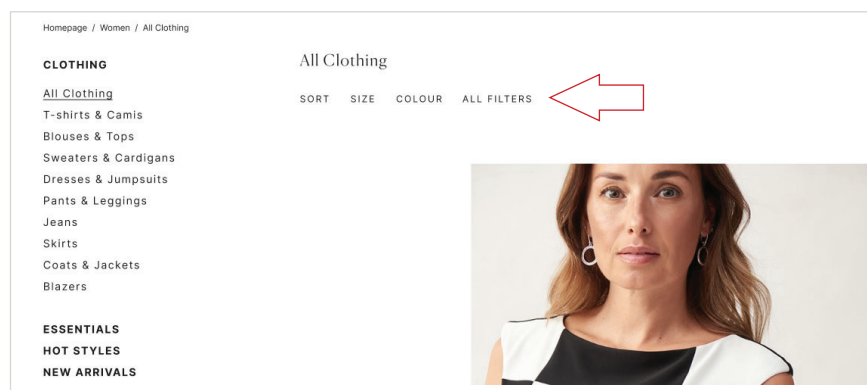 Homepage / Women / All Clothing
CLOTHING
All Clothing
T-shirts & Camis
Blouses & Tops
Sweaters & Cardigans
Dresses & Jumpsuits
Pants & Leggings
Jeans
Skirts
Coats & Jackets
Blazers
ESSENTIALS
HOT STYLES
NEW ARRIVALS
All Clothing
SORT SIZE COLOUR ALL FILTERS